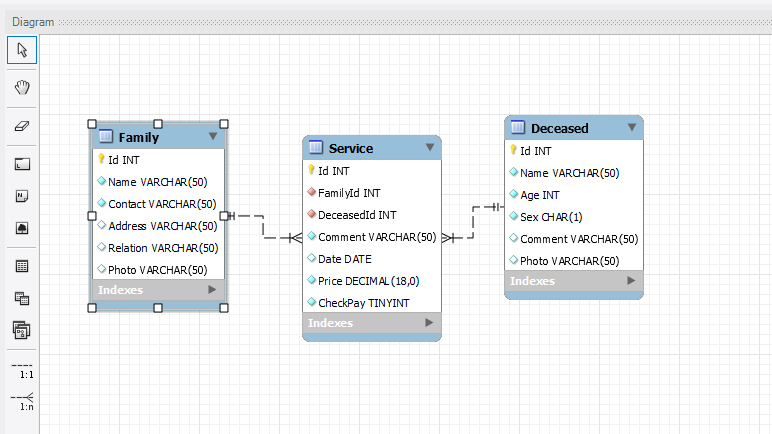 Diagram
Family
Id INT
Name VARCHAR(50)
Contact VARCHAR(50)
Address VARCHAR(50)
Relation VARCHAR(50)
Photo VARCHAR(50)
Indexes
Service
Id INT
FamilyId INT
DeceasedId INT
Comment VARCHAR(50)
Date DATE
Price DECIMAL(18,0)
CheckPay TINYINT
Indexes
Deceased
Id INT
Name VARCHAR(50)
Age INT
Sex CHAR(1)
Comment VARCHAR(50)
Photo VARCHAR(50)
Indexes
1:1
1:n